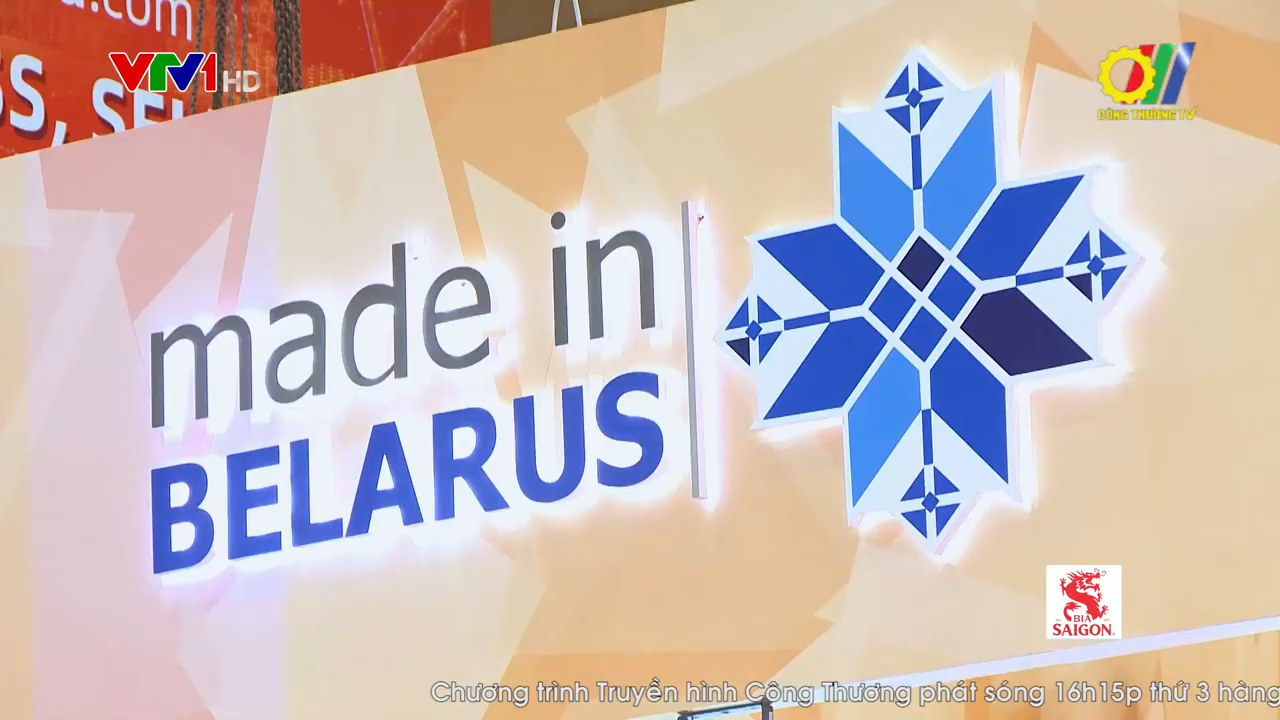 .com
VTV1 HD
CÔNG THƯƠNG TV
made in
BELARUS
BIA
SAIGON
Chương trình Truyền hình Công Thương phát sóng 16h15p thứ 3 hàng